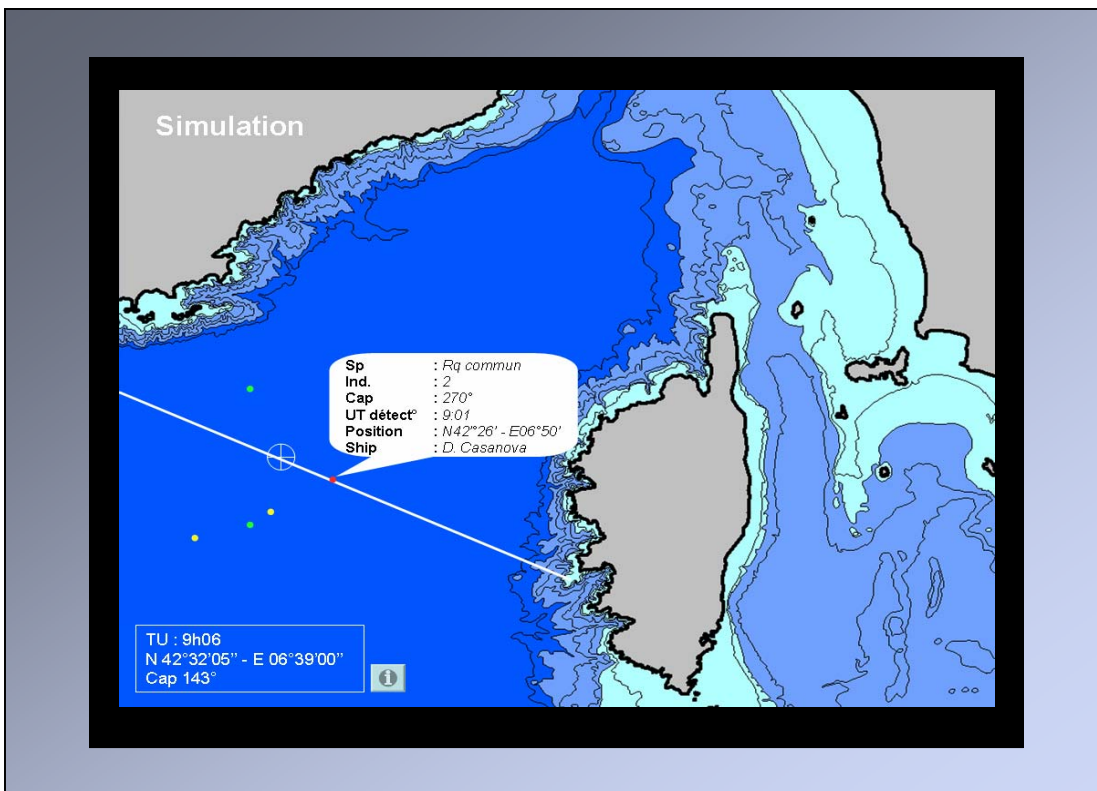 Simulation
Sp : Rq commun
Ind. : 2
Cap : 270°
UT détect° : 9:01
Position : N42°26' - E06°50'
Ship : D. Casanova
TU : 9h06
N 42°32'05" - E 06°39'00"
Cap 143°
i